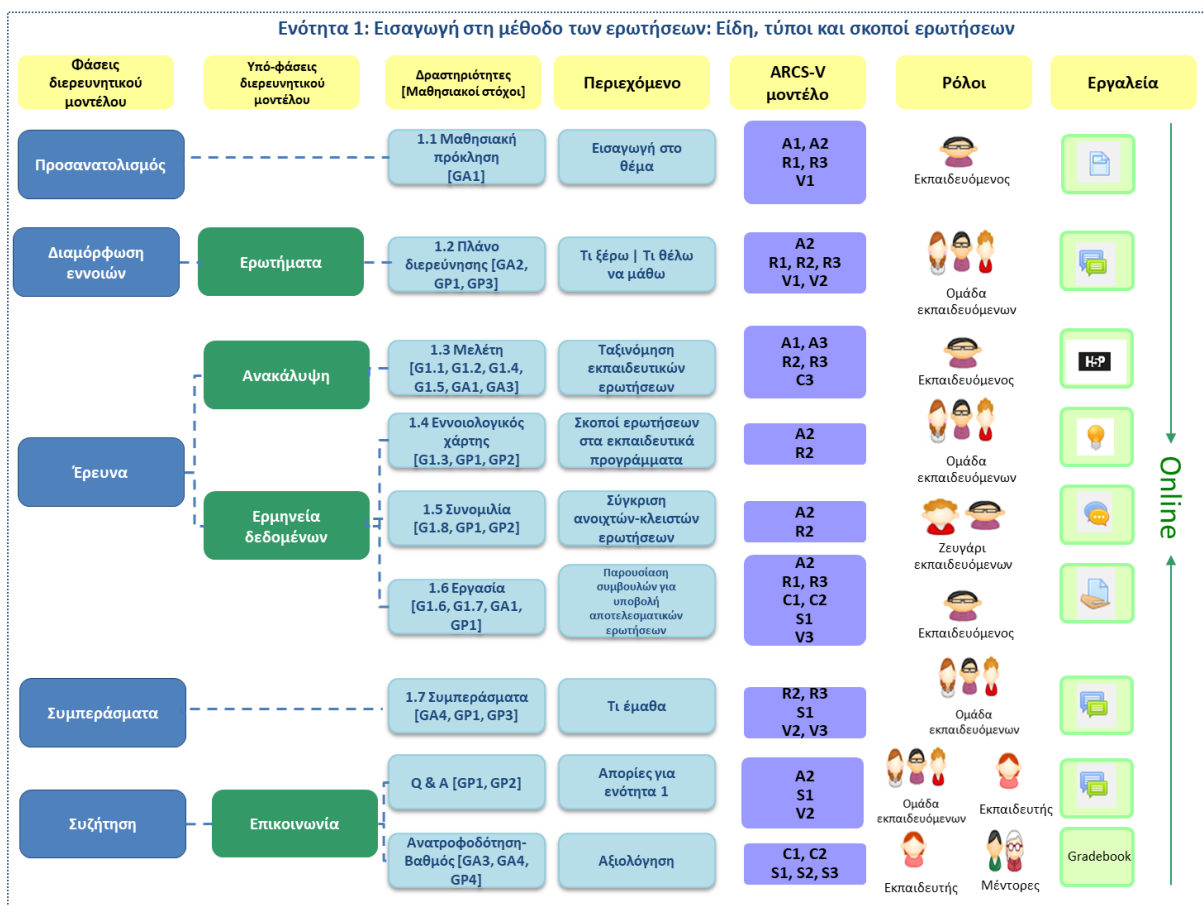 Ενότητα 1: Εισαγωγή στη μέθοδο των ερωτήσεων: Είδη, τύποι και σκοποί ερωτήσεων
Φάσεις
διερευνητικού
μοντέλου
Υπό-φάσεις
διερευνητικού
μοντέλου
Δραστηριότητες
[Μαθησιακοί στόχοι]
Περιεχόμενο
ARCS-V
μοντέλο
Ρόλοι
Εργαλεία
Προσανατολισμός
1.1 Μαθησιακή
πρόκληση
[GA1]
Εισαγωγή στο
θέμα
A1, A2
R1, R3
V1
Εκπαιδευόμενος
Διαμόρφωση
εννοιών
Ερωτήματα
1.2 Πλάνο
διερεύνησης [GA2,
GP1, GP3]
Τι ξέρω | Τι θέλω
να μάθω
A2
R1, R2, R3
V1, V2
Ομάδα
εκπαιδευόμενων
Έρευνα
Ανακάλυψη
1.3 Μελέτη
[G1.1, G1.2, G1.4,
G1.5, GA1, GA3]
Ταξινόμηση
εκπαιδευτικών
ερωτήσεων
A1, A3
R2, R3
C3
Εκπαιδευόμενος
H5P
1.4 Εννοιολογικός
χάρτης
[G1.3, GP1, GP2]
Σκοποί ερωτήσεων
στα εκπαιδευτικά
προγράμματα
A2
R2
Ομάδα
εκπαιδευόμενων
Ερμηνεία
δεδομένων
1.5 Συνομιλία
[G1.8, GP1, GP2]
Σύγκριση
ανοιχτών-κλειστών
ερωτήσεων
A2
R2
Ζευγάρι
εκπαιδευόμενων
1.6 Εργασία
[G1.6, G1.7, GA1,
GP1]
Παρουσίαση
συμβουλών για
υποβολή
αποτελεσματικών
ερωτήσεων
A2
R1, R3
C1, C2
S1
V3
Εκπαιδευόμενος
Online
Συμπεράσματα
1.7 Συμπεράσματα
[GA4, GP1, GP3]
Τι έμαθα
R2, R3
S1
V2, V3
Ομάδα
εκπαιδευόμενων
Συζήτηση
Επικοινωνία
Q & A [GP1, GP2]
Απορίες για
ενότητα 1
A2
S1
V2
Ομάδα
εκπαιδευόμενων
Εκπαιδευτής
Ανατροφοδότηση-
Βαθμός [GA3, GA4,
GP4]
Αξιολόγηση
C1, C2
S1, S2, S3
Εκπαιδευτής
Μέντορες
Gradebook